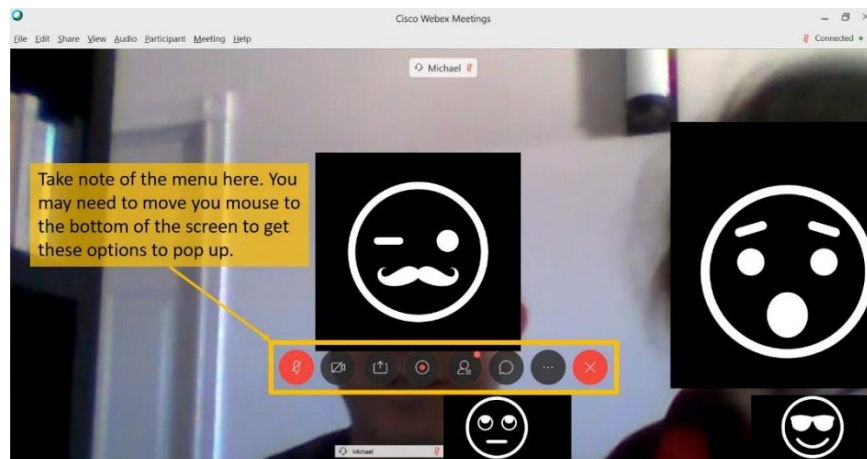 Cisco Webex Meetings
File Edit Share View Audio Participant Meeting Help
Connected
Michael
Take note of the menu here. You
may need to move you mouse to
the bottom of the screen to get
these options to pop up.
Michael